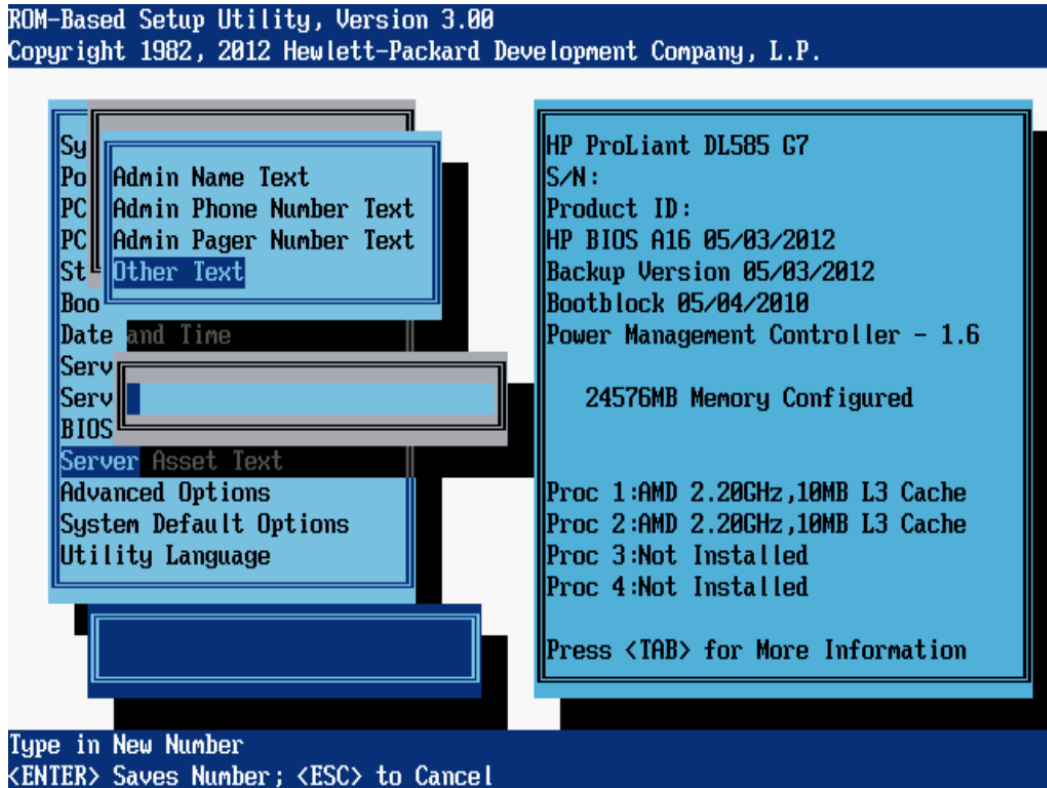 ROM-Based Setup Utility, Version 3.00
Copyright 1982, 2012 Hewlett-Packard Development Company, L.P.
Sy
Po
PC
PC
St
Boo
Date and Time
Serv
Serv
BIOS
Server Asset Text
Advanced Options
System Default Options
Utility Language
Admin Name Text
Admin Phone Number Text
Admin Pager Number Text
Other Text
HP ProLiant DL585 G7
S/N:
Product ID:
HP BIOS A16 05/03/2012
Backup Version 05/03/2012
Bootblock 05/04/2010
Power Management Controller - 1.6
24576MB Memory Configured
Proc 1:AMD 2.20GHz,10MB L3 Cache
Proc 2:AMD 2.20GHz,10MB L3 Cache
Proc 3:Not Installed
Proc 4:Not Installed
Press <TAB> for More Information
Type in New Number
<ENTER> Saves Number; <ESC> to Cancel